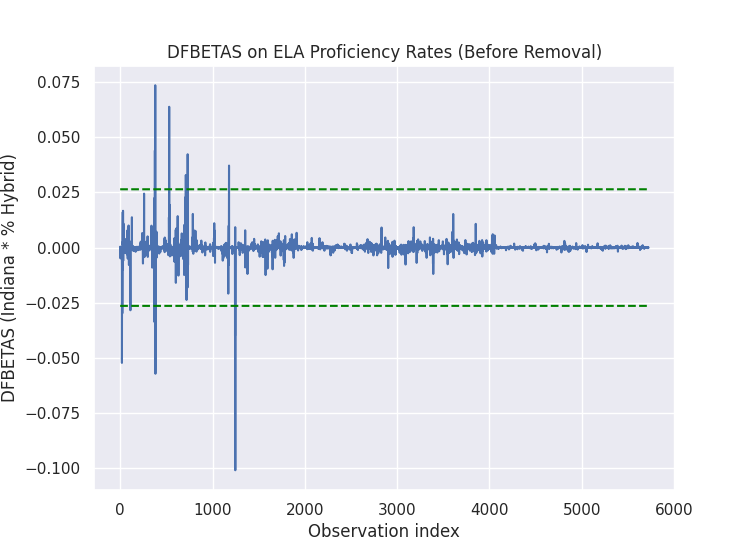 DFBETAS on ELA Proficiency Rates (Before Removal)
DFBETAS (Indiana * % Hybrid)
0.075
0.050
0.025
0.000
−0.025
−0.050
−0.075
−0.100
0 1000 2000 3000 4000 5000 6000
Observation index